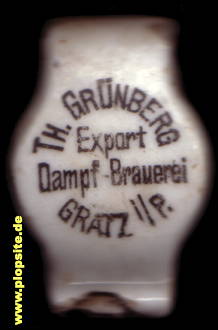 TH. GRÜNBERG
Export
Dampf-Brauerei
GRÄTZ i/P.
www.plopsite.de